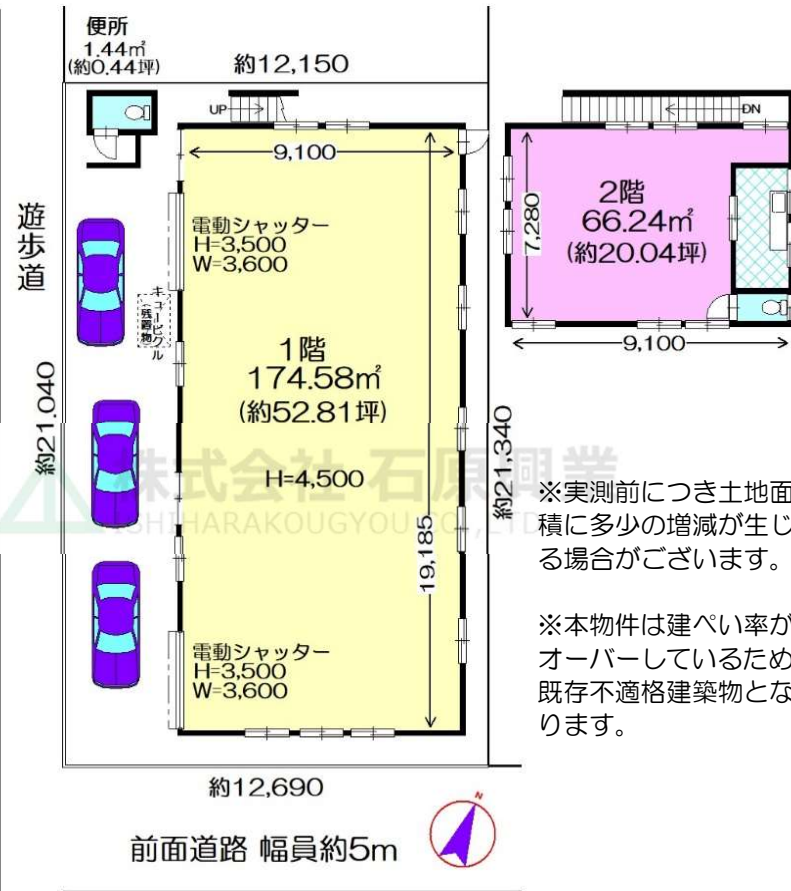 便所
1.44㎡
(約0.44坪)
約12,150
UP
DN
9,100
遊歩道
電動シャッター
H=3,500
W=3,600
キュービクル
(残置物)
2階
66.24㎡
(約20.04坪)
7,280
9,100
1階
174.58㎡
(約52.81坪)
約21,040
約21,340
H=4,500
株式会社 石原興業
ISHIHARAKOUGYOU CO.,LTD
19,185
※実測前につき土地面
積に多少の増減が生じ
る場合がございます。
※本物件は建ぺい率が
オーバーしているため
既存不適格建築物とな
ります。
電動シャッター
H=3,500
W=3,600
約12,690
前面道路 幅員約5m
N